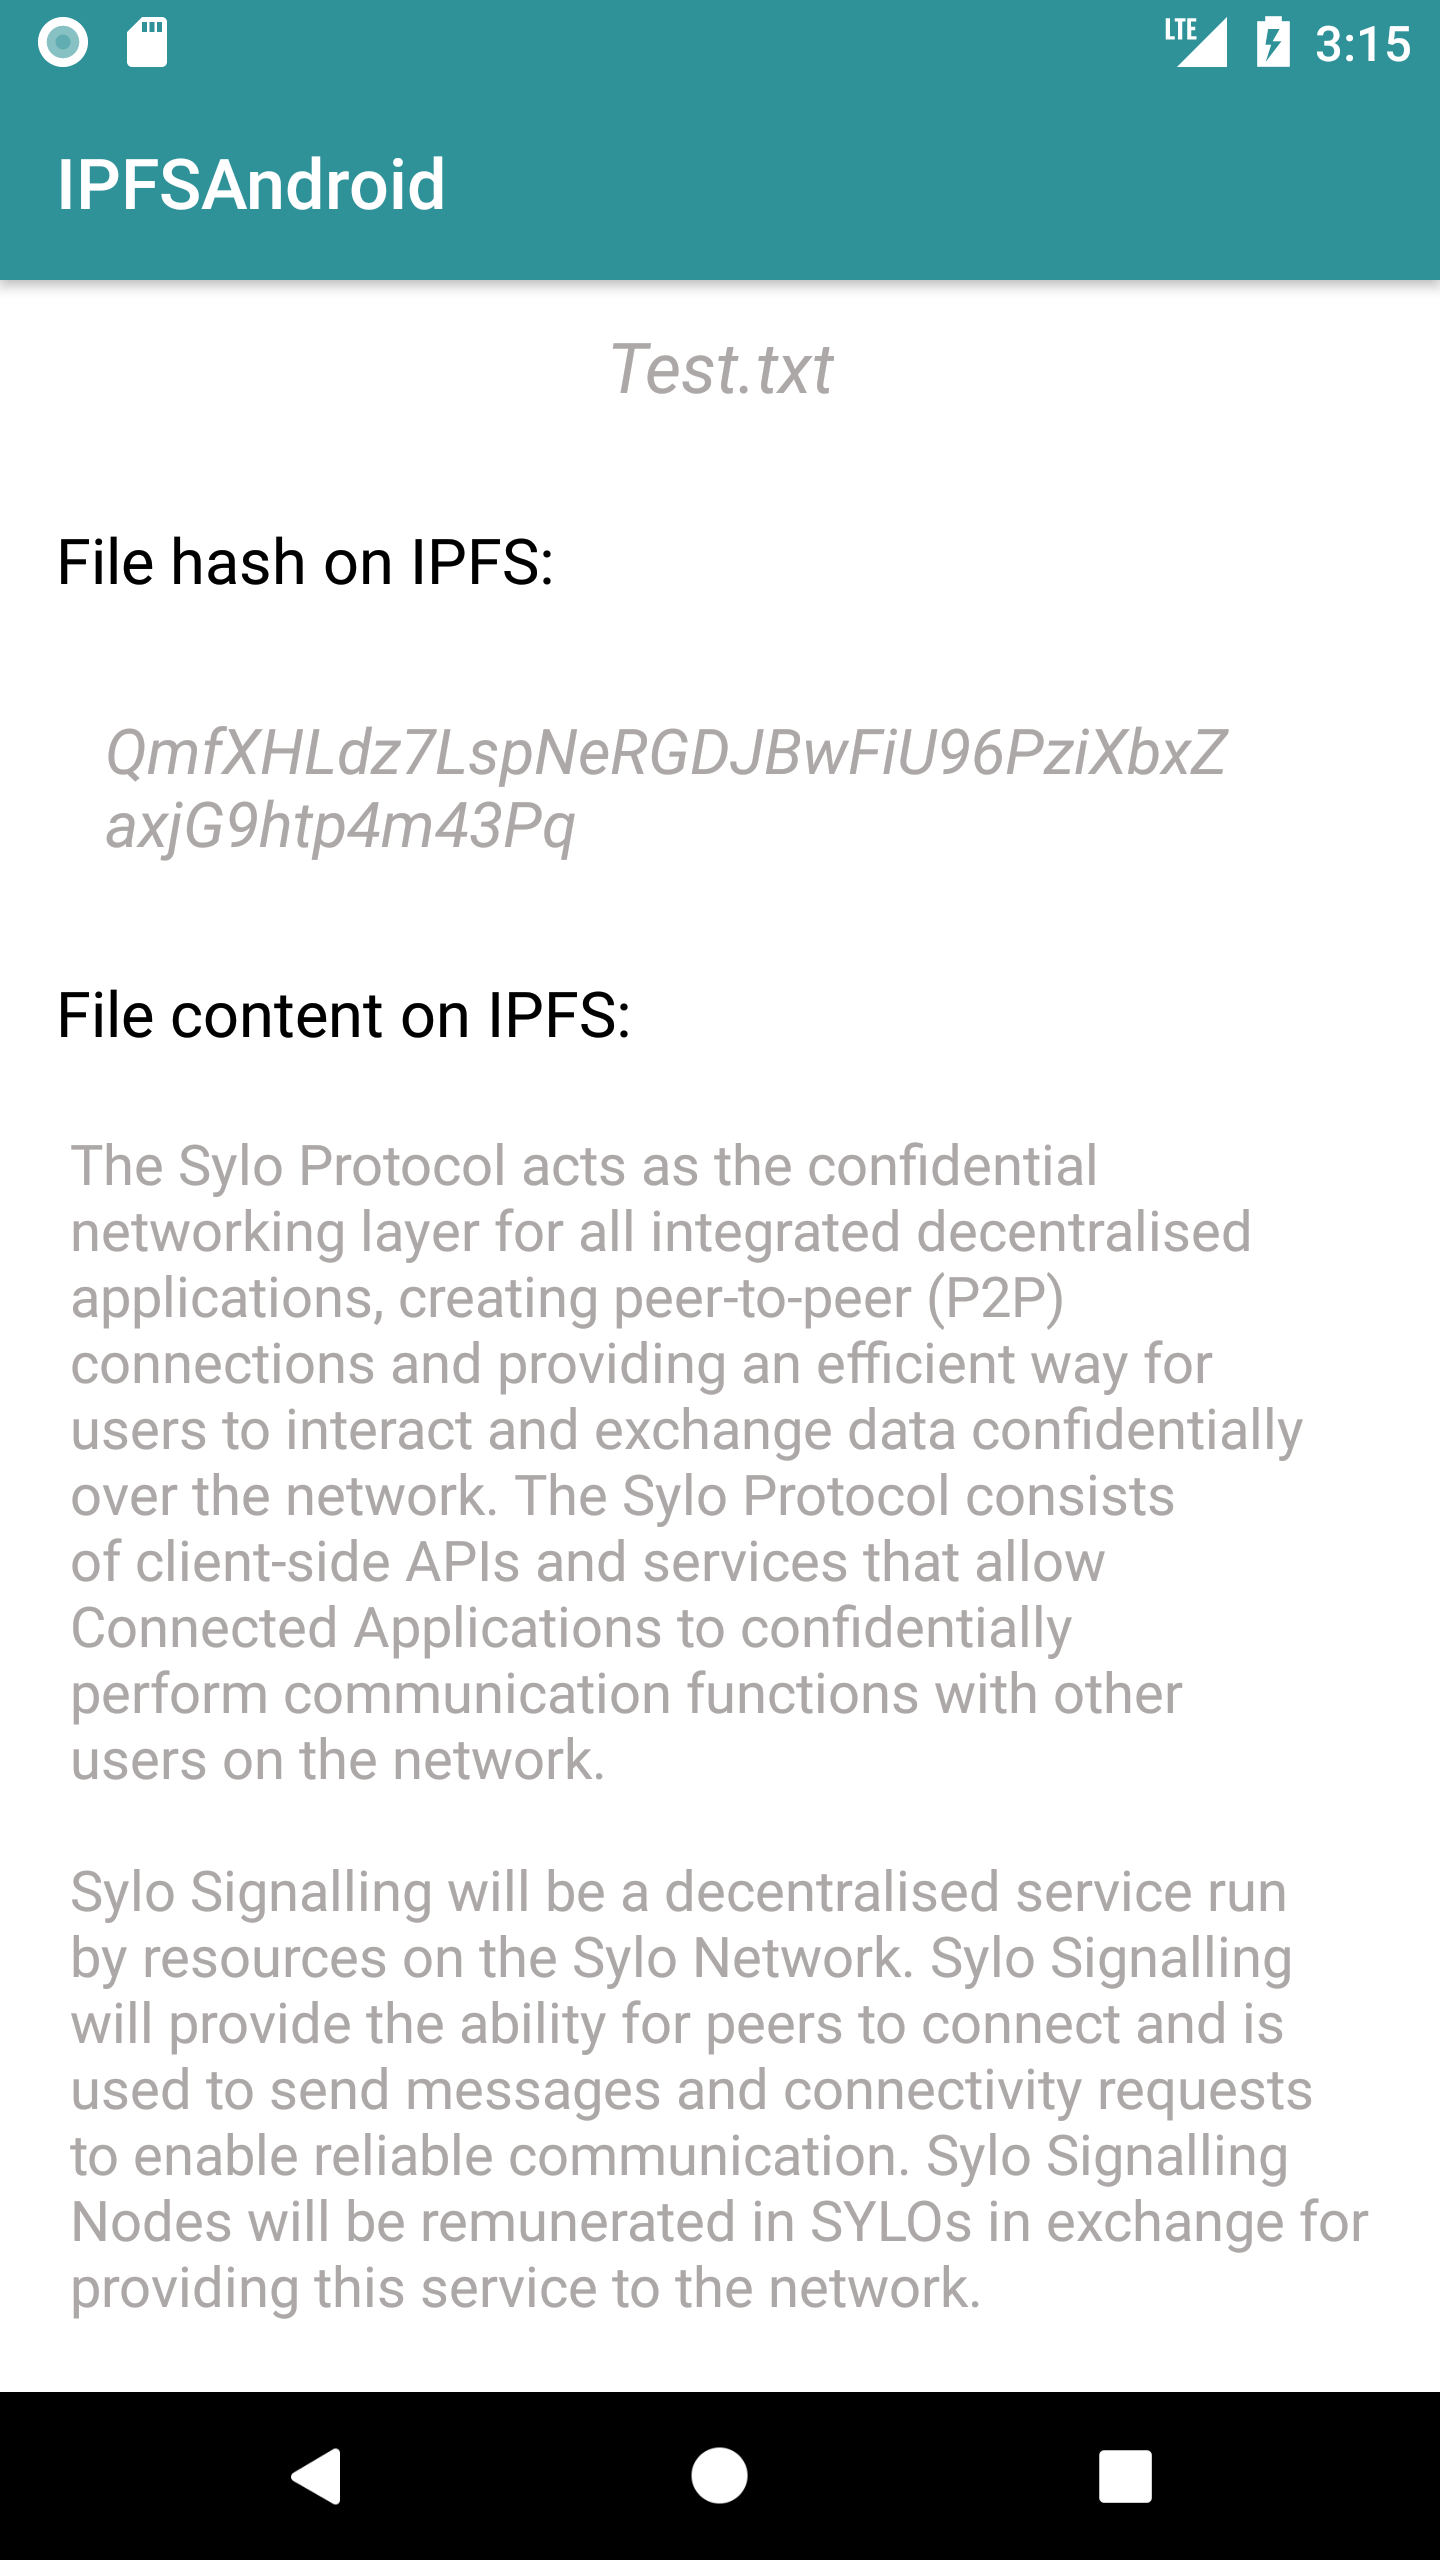 LTE 3:15
IPFSAndroid
Test.txt
File hash on IPFS:
QmfXHLdz7LspNeRGDJBwFiU96PziXbxZ
axjG9htp4m43Pq
File content on IPFS:
The Sylo Protocol acts as the confidential
networking layer for all integrated decentralised
applications, creating peer-to-peer (P2P)
connections and providing an efficient way for
users to interact and exchange data confidentially
over the network. The Sylo Protocol consists
of client-side APIs and services that allow
Connected Applications to confidentially
perform communication functions with other
users on the network.
Sylo Signalling will be a decentralised service run
by resources on the Sylo Network. Sylo Signalling
will provide the ability for peers to connect and is
used to send messages and connectivity requests
to enable reliable communication. Sylo Signalling
Nodes will be remunerated in SYLOs in exchange for
providing this service to the network.